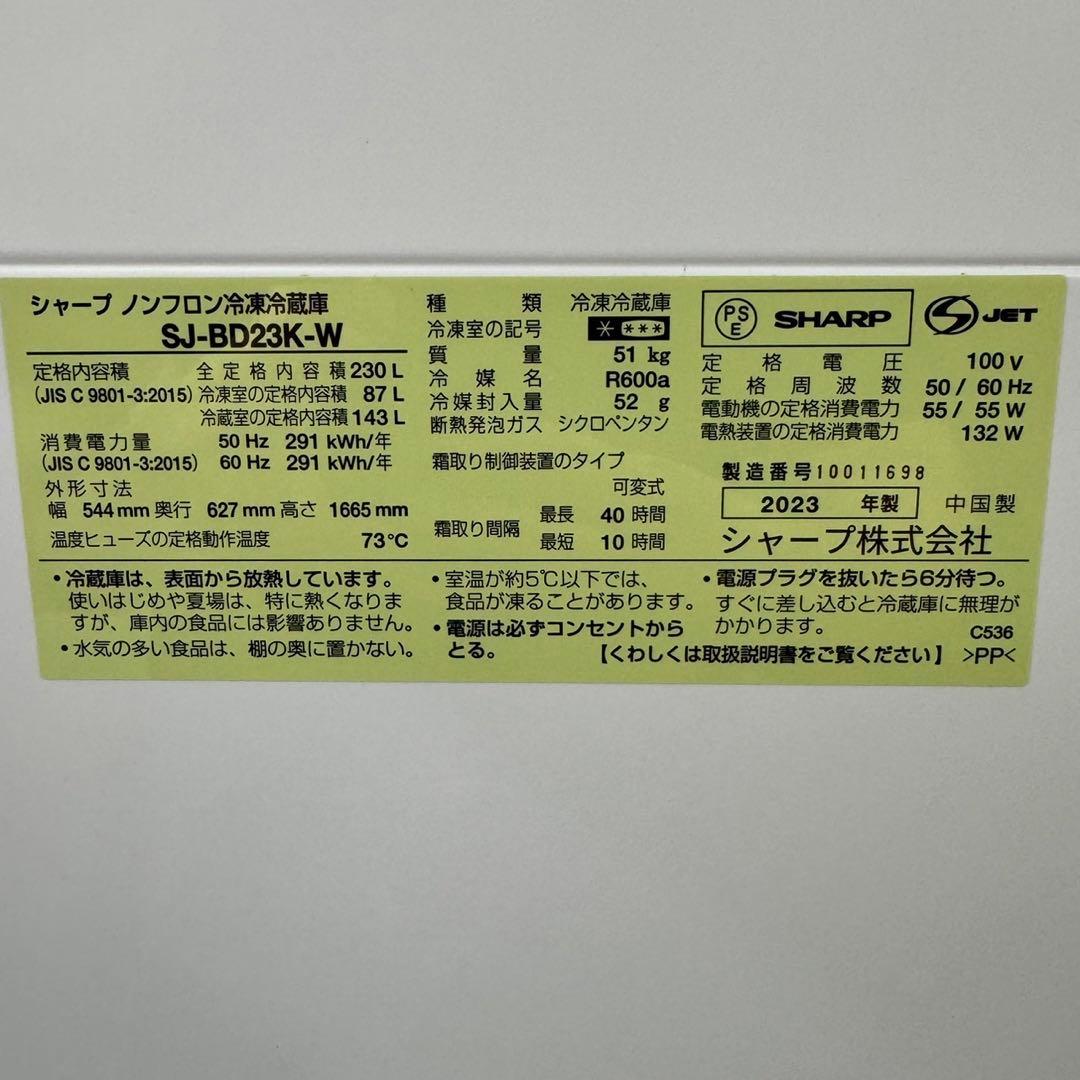 シャープ ノンフロン冷凍冷蔵庫
SJ-BD23K-W
定格内容積 全定格内容積 230 L
(JIS C 9801-3:2015) 冷凍室の定格内容積 87 L
冷蔵室の定格内容積 143 L
消費電力量 50 Hz 291 kWh/年
(JIS C 9801-3:2015) 60 Hz 291 kWh/年
外形寸法
幅 544 mm 奥行 627 mm 高さ 1665 mm
温度ヒューズの定格動作温度 73℃
種類 冷凍冷蔵庫
冷凍室の記号 * ***
質量 51 kg
冷媒名 R600a
冷媒封入量 52 g
断熱発泡ガス シクロペンタン
霜取り制御装置のタイプ
可変式
霜取り間隔 最長 40 時間
最短 10 時間
PS E SHARP S JET
定格電圧 100 V
定格周波数 50 / 60 Hz
電動機の定格消費電力 55 / 55 W
電熱装置の定格消費電力 132 W
製造番号 10011698
2023 年製 中国製
シャープ株式会社
・冷蔵庫は、表面から放熱しています。
使いはじめや夏場は、特に熱くなりま
すが、庫内の食品には影響ありません。
・水気の多い食品は、棚の奥に置かない。
・室温が約5℃以下では、
食品が凍ることがあります。
・電源は必ずコンセントから
とる。
・電源プラグを抜いたら6分待つ。
すぐに差し込むと冷蔵庫に無理が
かかります。 C536
【くわしくは取扱説明書をご覧ください】 >PP<